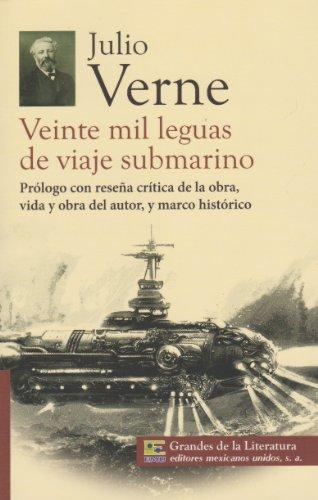 Julio
Verne
Veinte mil leguas
de viaje submarino
Prólogo con reseña crítica de la obra,
vida y obra del autor, y marco histórico
Grandes de la Literatura
editores mexicanos unidos, s. a.